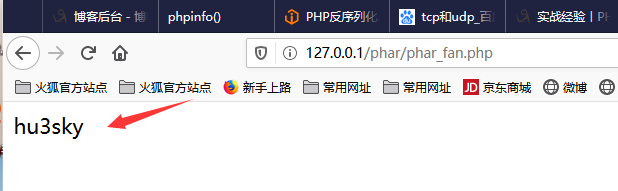 博客后台 - 博 phpinfo() PHP反序列化 tcp和udp_百 实战经验丨PH
127.0.0.1/phar/phar_fan.php
火狐官方站点 火狐官方站点 新手上路 常用网址 常用网址 JD 京东商城 微博
hu3sky